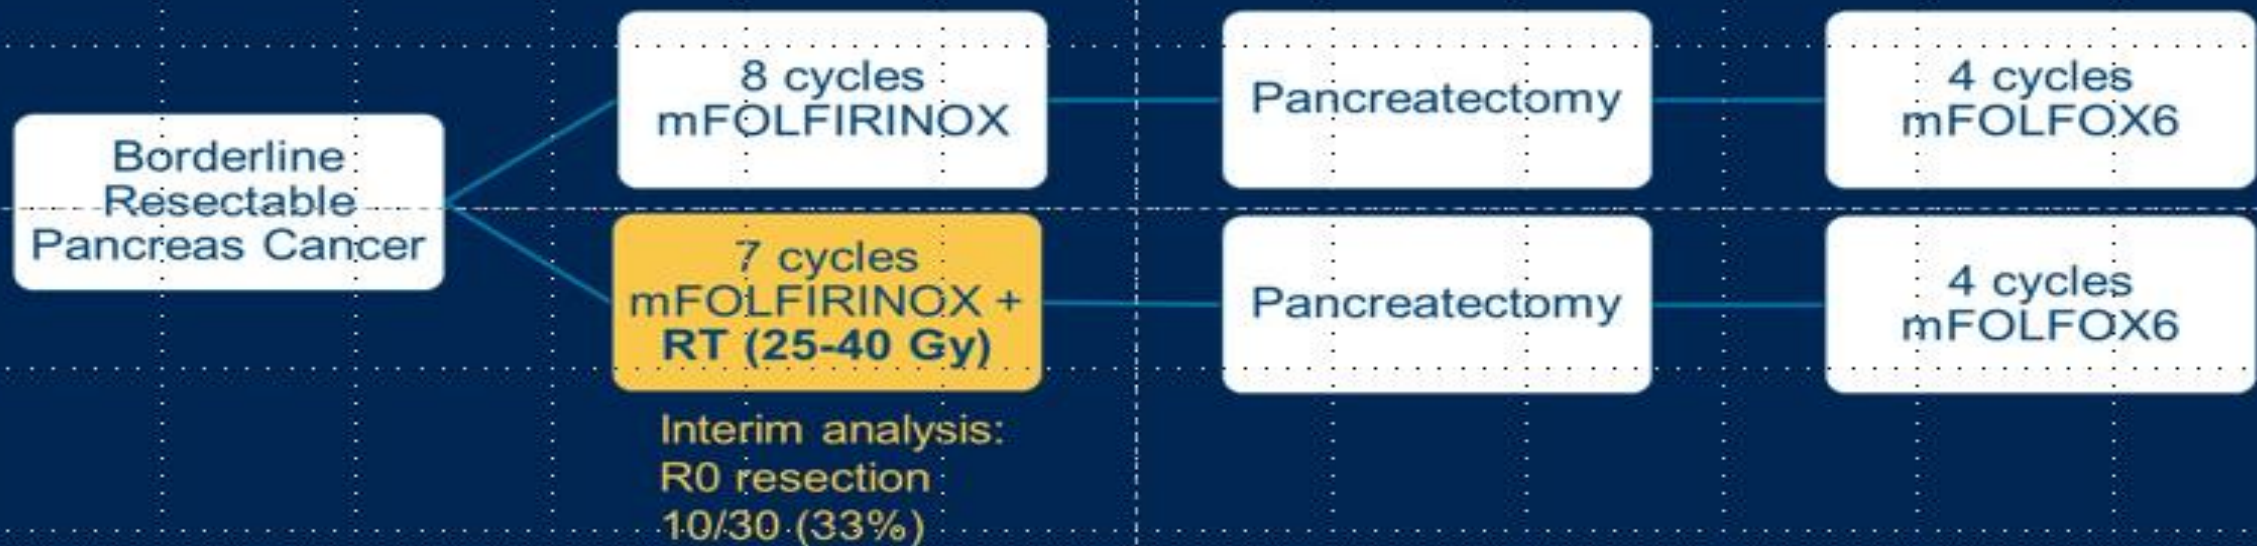 Borderline
Resectable
Pancreas Cancer
8 cycles
mFOLFIRINOX
Pancreatectomy
4 cycles
mFOLFOX6
7 cycles
mFOLFIRINOX +
RT (25-40 Gy)
Pancreatectomy
4 cycles
mFOLFOX6
Interim analysis:
R0 resection
10/30 (33%)